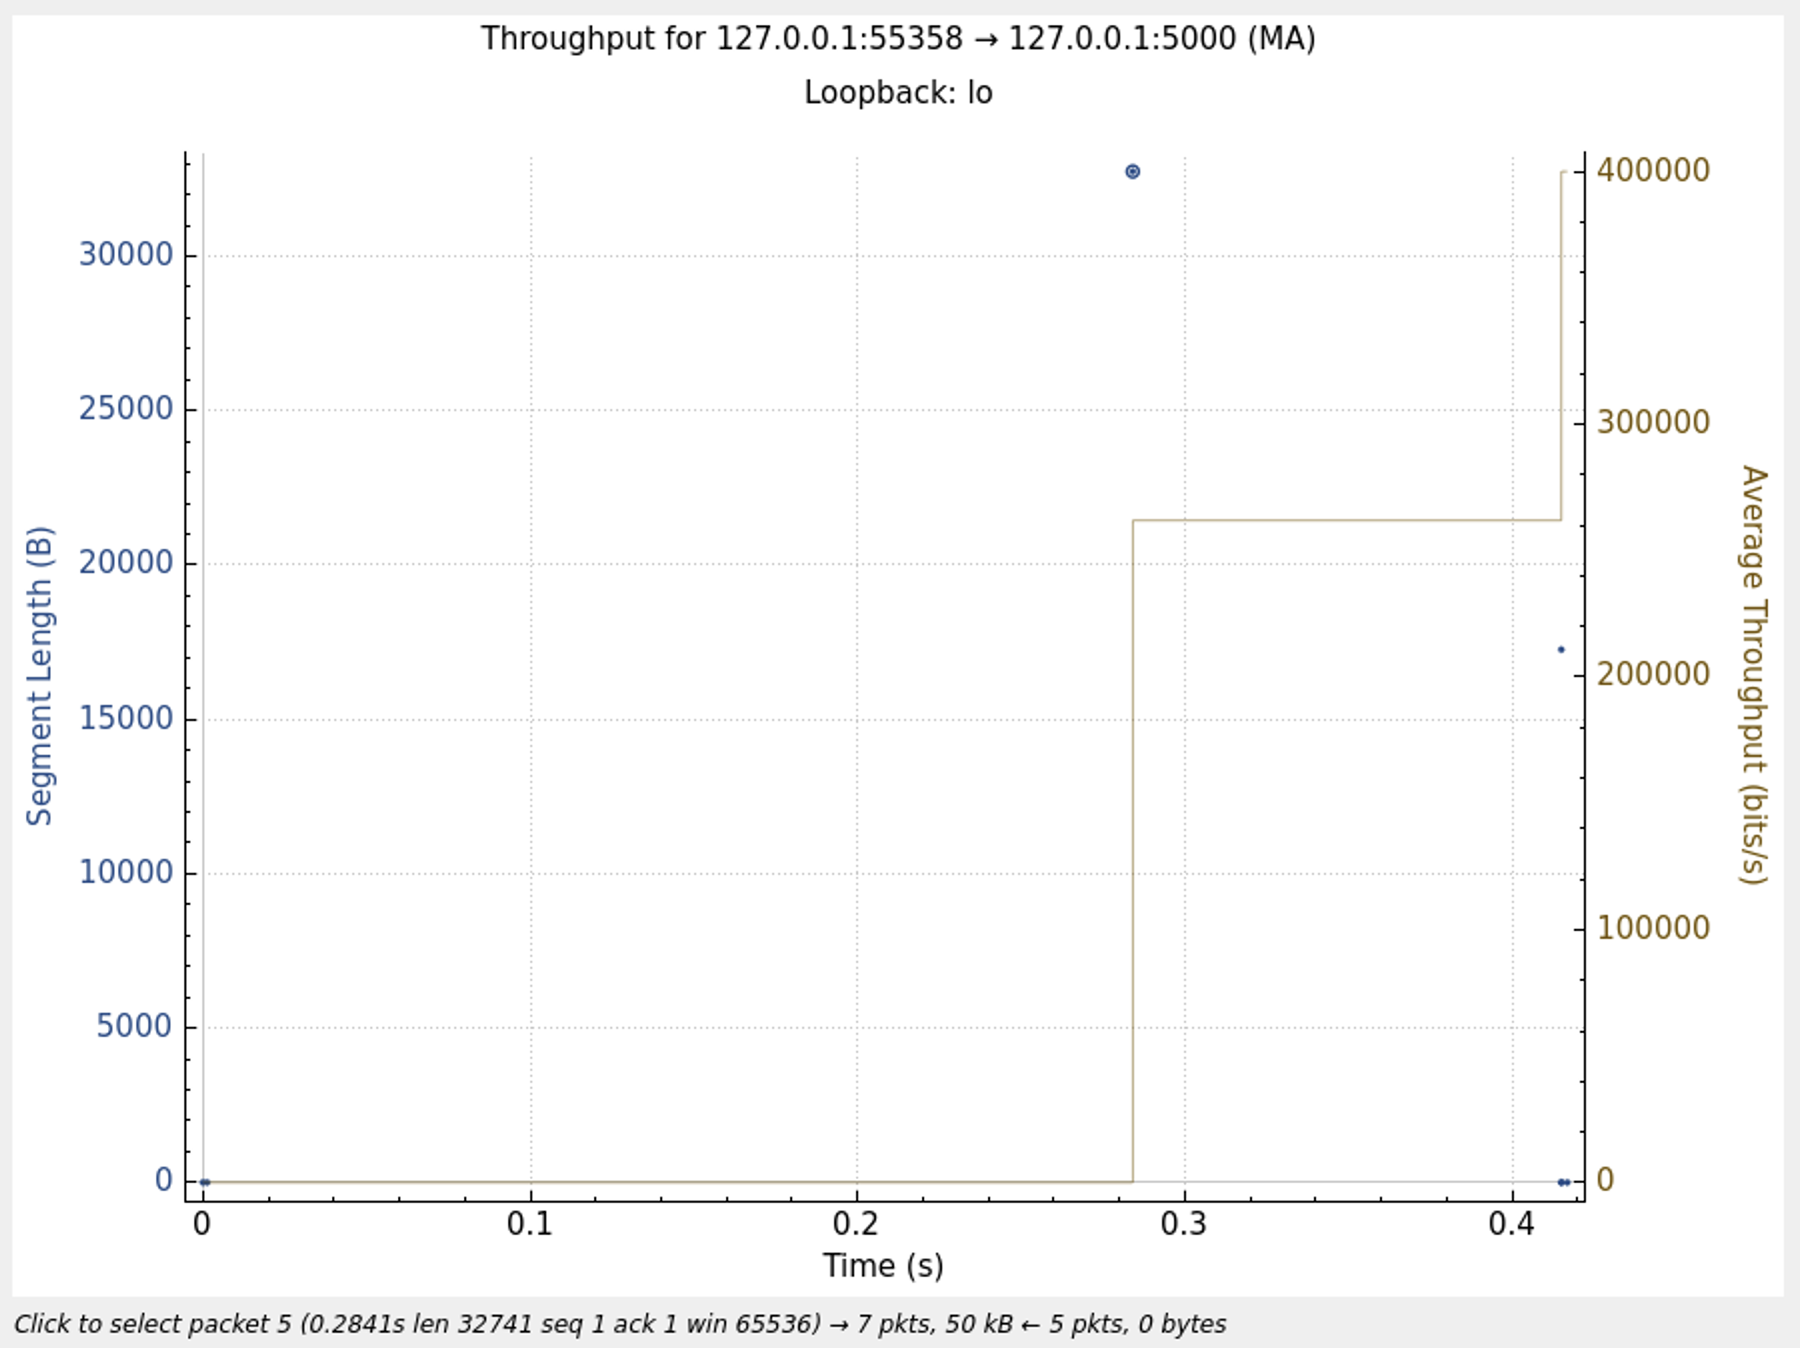 Throughput for 127.0.0.1:55358 → 127.0.0.1:5000 (MA)
Loopback: lo
Segment Length (B)
30000
25000
20000
15000
10000
5000
0
400000
300000
200000
100000
0
Average Throughput (bits/s)
0
0.1
0.2
0.3
0.4
Time (s)
Click to select packet 5 (0.2841s len 32741 seq 1 ack 1 win 65536) → 7 pkts, 50 kB ← 5 pkts, 0 bytes